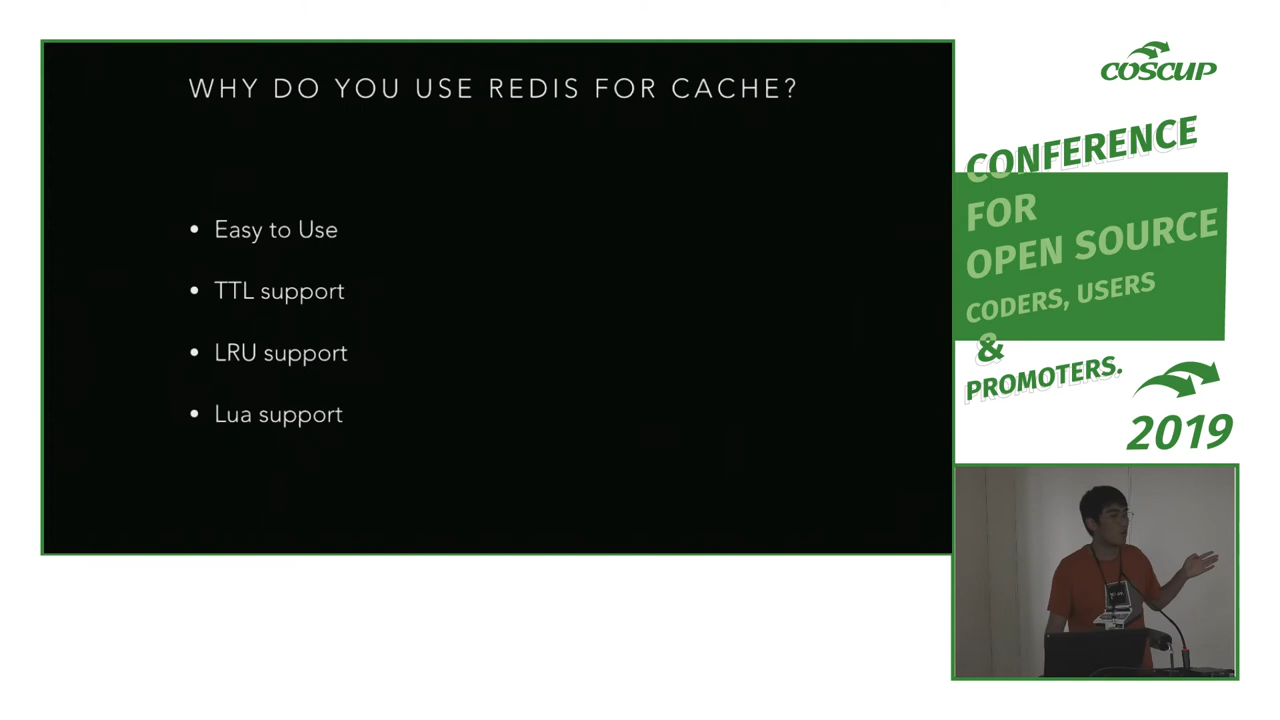 WHY DO YOU USE REDIS FOR CACHE?
• Easy to Use
• TTL support
• LRU support
• Lua support
COSCUP
CONFERENCE
FOR
OPEN SOURCE
CODERS, USERS
&
PROMOTERS.
2019